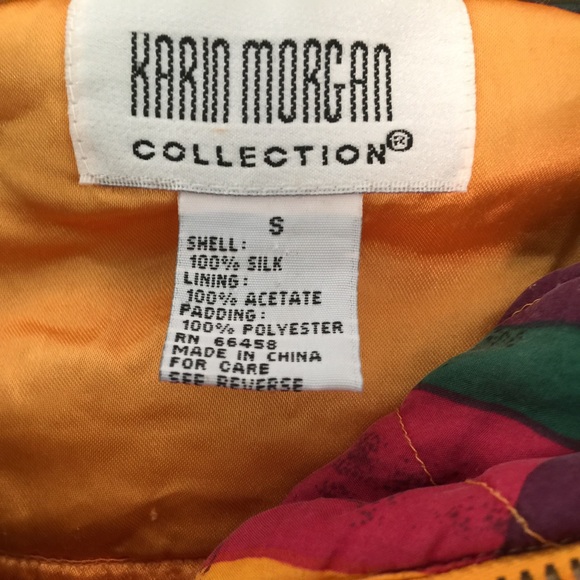 KARIN MORGAN
COLLECTION®
S
SHELL:
100% SILK
LINING:
100% ACETATE
PADDING:
100% POLYESTER
RN 66458
MADE IN CHINA
FOR CARE
SEE REVERSE